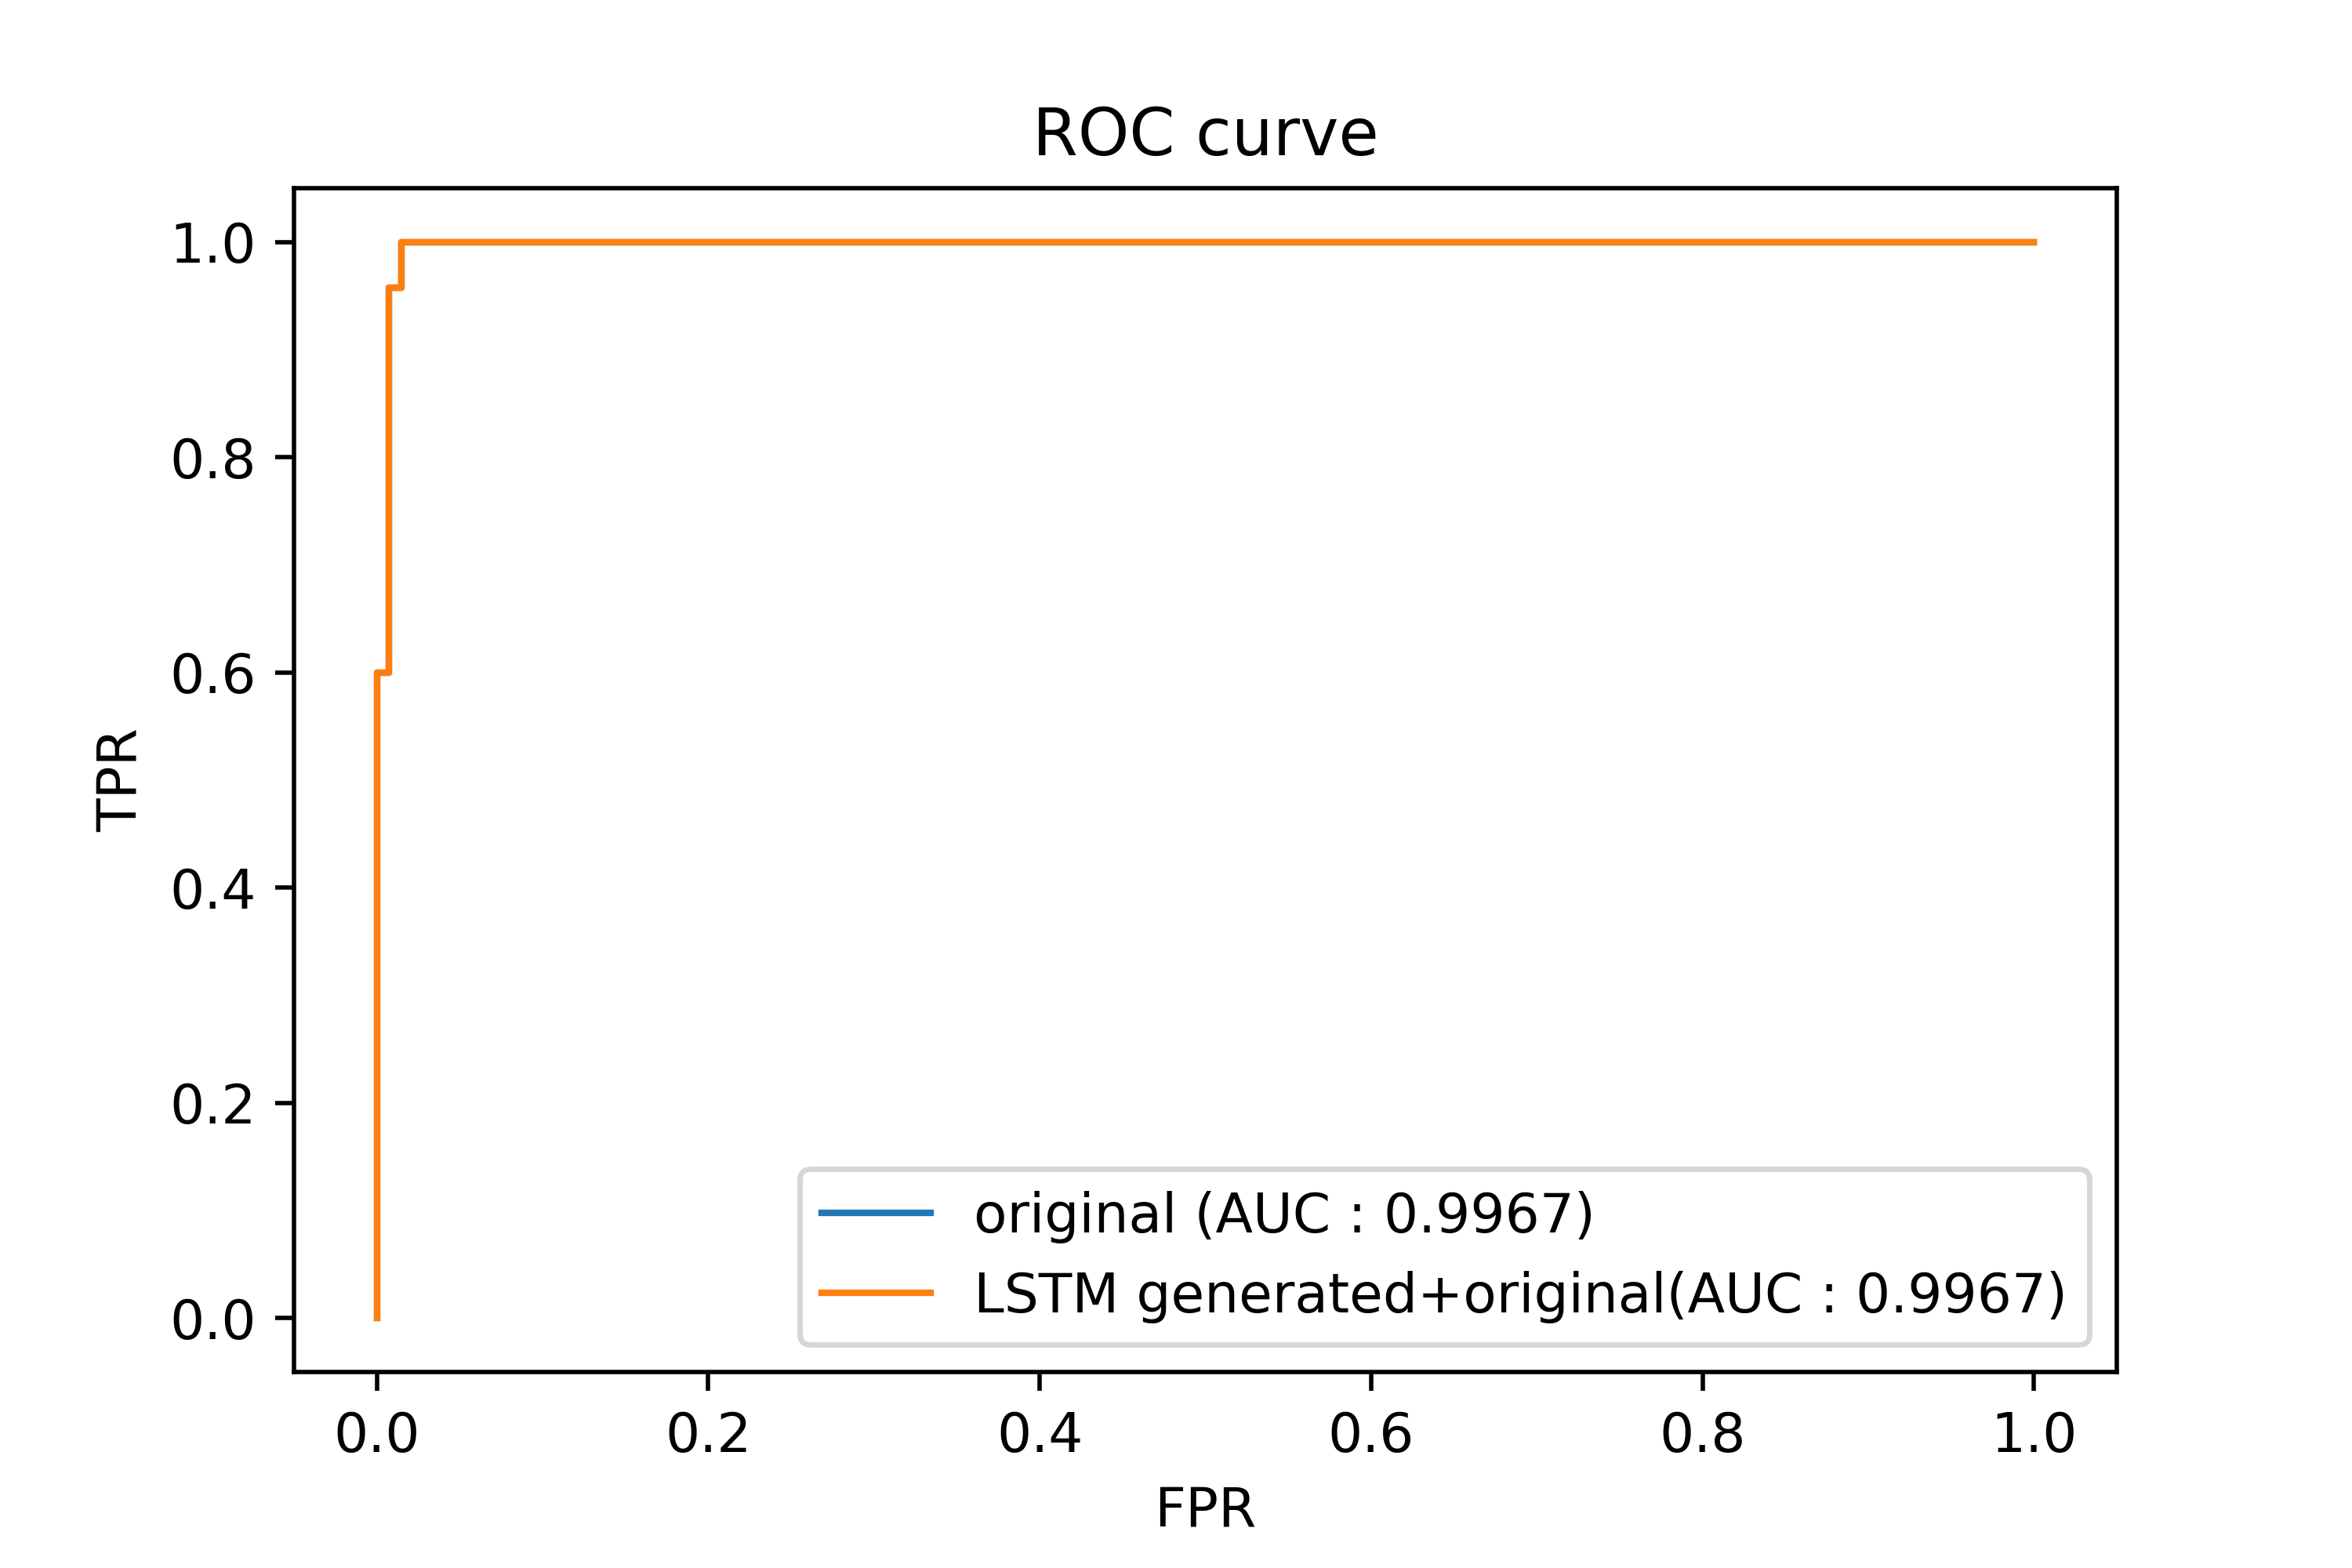 ROC curve
1.0
0.8
0.6
0.4
0.2
0.0
TPR
original (AUC : 0.9967)
LSTM generated+original(AUC : 0.9967)
0.0 0.2 0.4 0.6 0.8 1.0
FPR